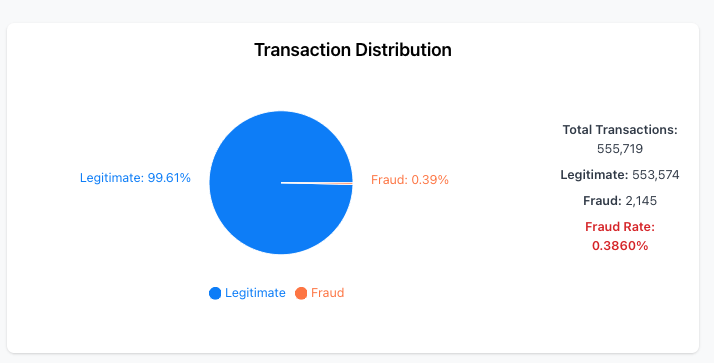 Transaction Distribution
Legitimate: 99.61%
Fraud: 0.39%
Legitimate
Fraud
Total Transactions:
555,719
Legitimate: 553,574
Fraud: 2,145
Fraud Rate:
0.3860%